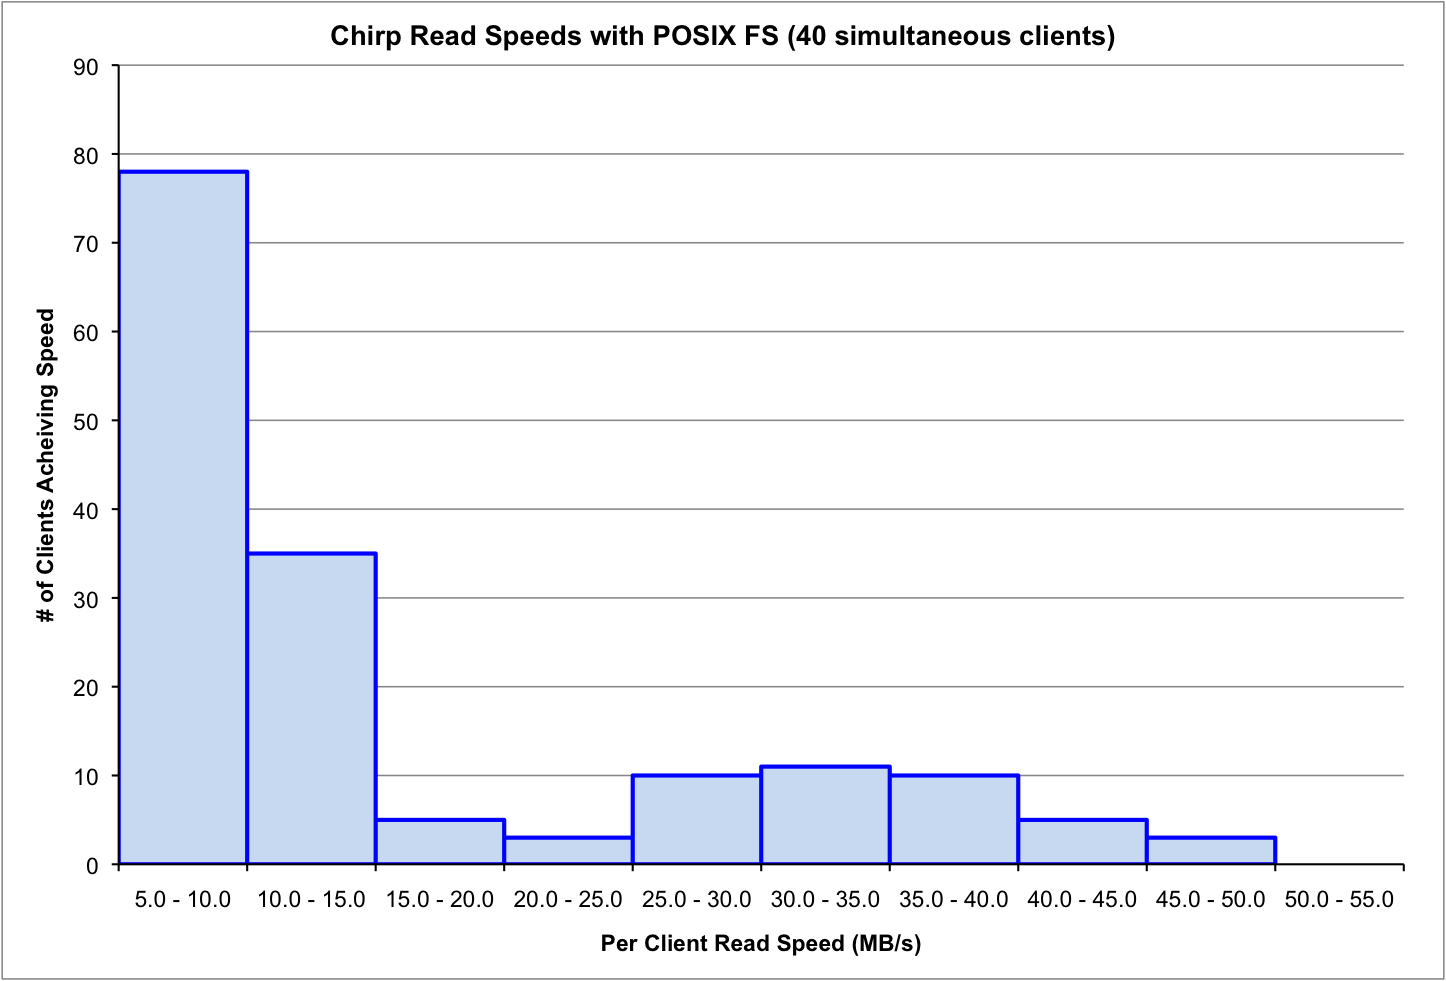 Chirp Read Speeds with POSIX FS (40 simultaneous clients)
90
80
70
60
50
40
30
20
10
0
# of Clients Acheiving Speed
5.0 - 10.0 10.0 - 15.0 15.0 - 20.0 20.0 - 25.0 25.0 - 30.0 30.0 - 35.0 35.0 - 40.0 40.0 - 45.0 45.0 - 50.0 50.0 - 55.0
Per Client Read Speed (MB/s)